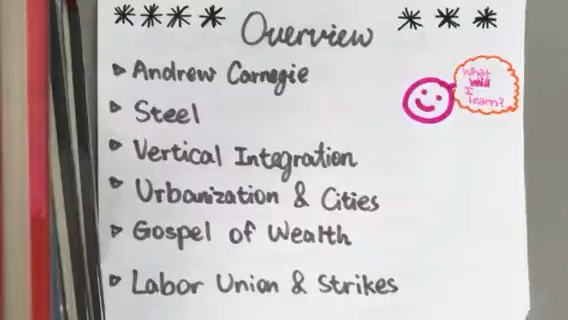 **** Overview ***
▷ Andrew Carnegie
▷ Steel
▷ Vertical Integration
▷ Urbanization & Cities
▷ Gospel of Wealth
▷ Labor Union & Strikes
What
will
I
learn?